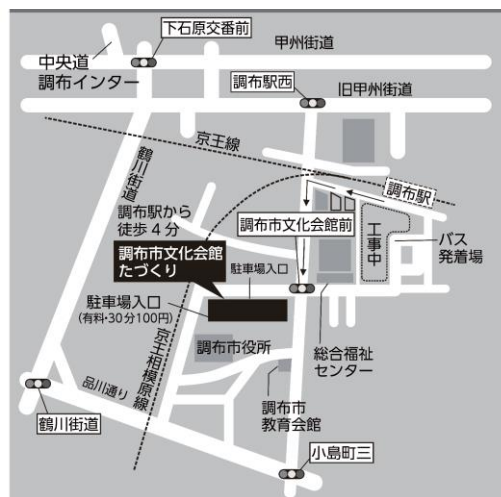 下石原交番前
甲州街道
中央道
調布インター
調布駅西
旧甲州街道
京王線
鶴川街道
調布駅
調布駅から
徒歩4分
調布市文化会館前
工事中
バス
発着場
調布市文化会館
たづくり
駐車場入口
駐車場入口
(有料・30分100円)
京王相模原線
調布市役所
総合福祉
センター
品川通り
調布市
教育会館
鶴川街道
小島町三